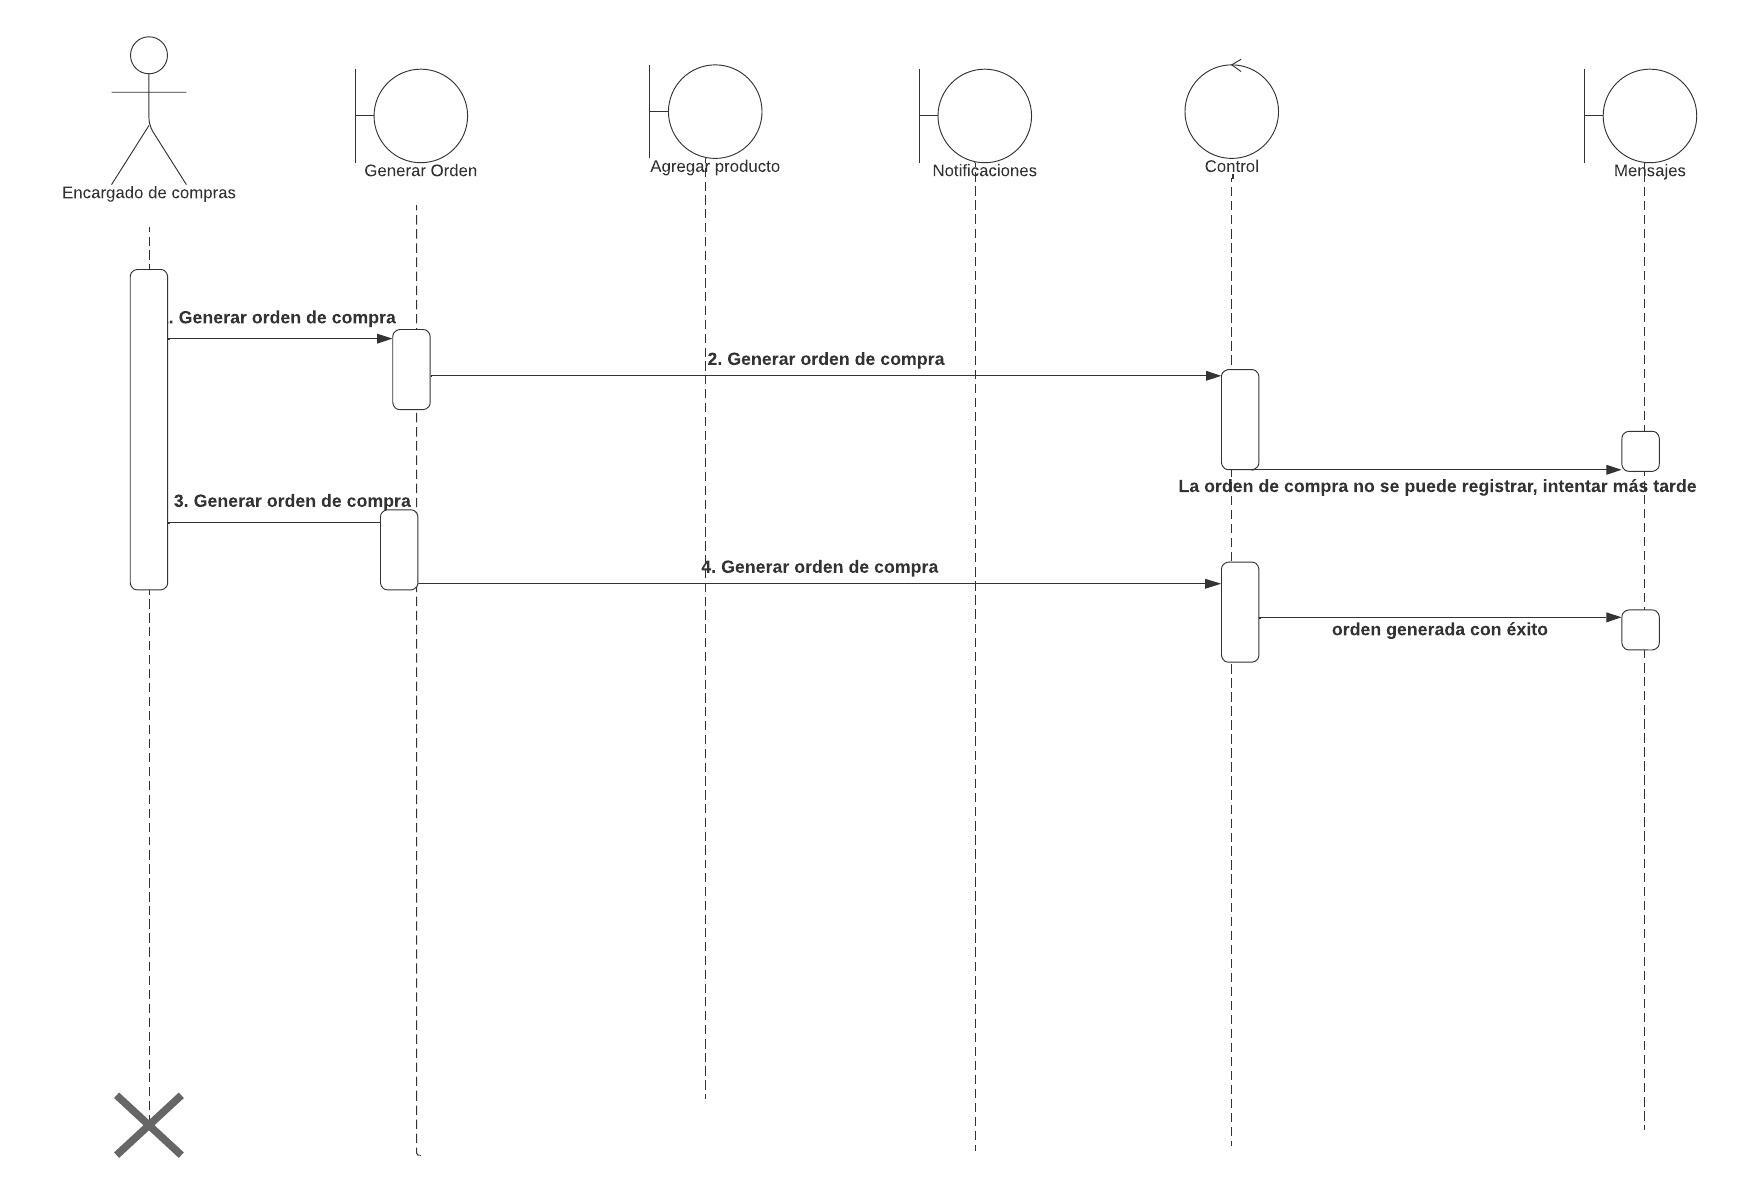 Encargado de compras
Generar Orden
Agregar producto
Notificaciones
Control
Mensajes
. Generar orden de compra
2. Generar orden de compra
La orden de compra no se puede registrar, intentar más tarde
3. Generar orden de compra
4. Generar orden de compra
orden generada con éxito